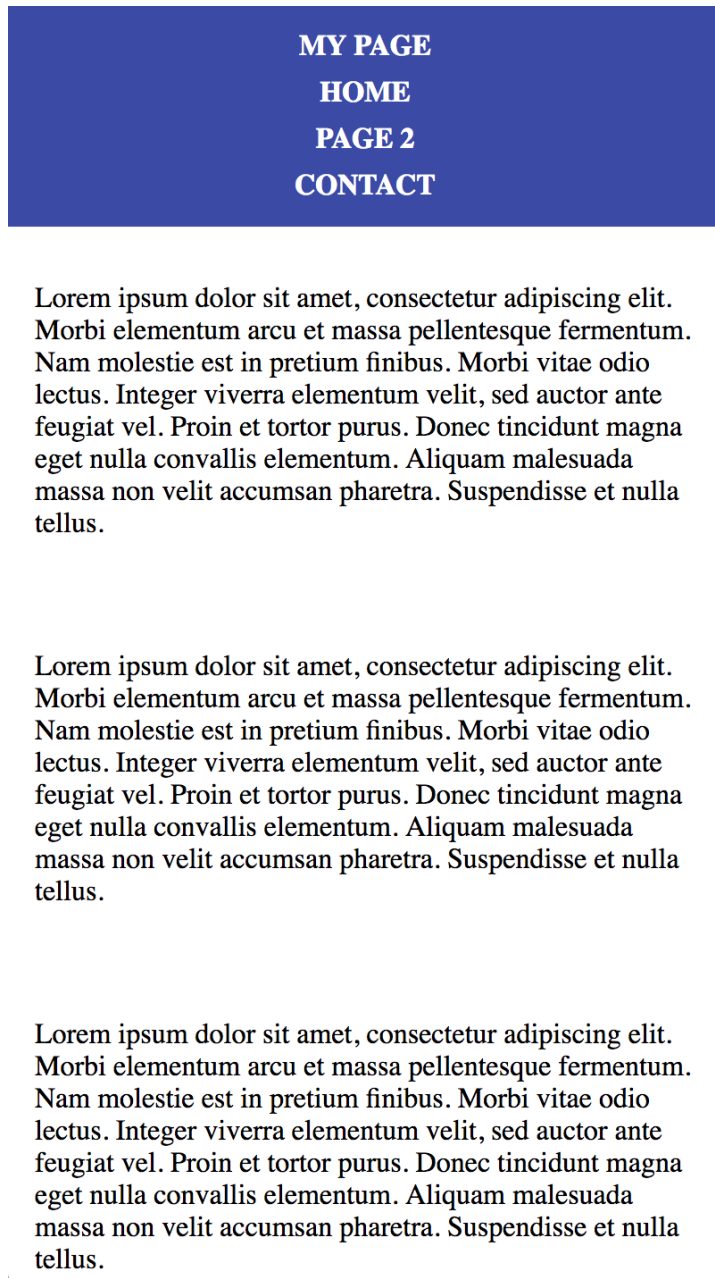 MY PAGE
HOME
PAGE 2
CONTACT
Lorem ipsum dolor sit amet, consectetur adipiscing elit.
Morbi elementum arcu et massa pellentesque fermentum.
Nam molestie est in pretium finibus. Morbi vitae odio
lectus. Integer viverra elementum velit, sed auctor ante
feugiat vel. Proin et tortor purus. Donec tincidunt magna
eget nulla convallis elementum. Aliquam malesuada
massa non velit accumsan pharetra. Suspendisse et nulla
tellus.
Lorem ipsum dolor sit amet, consectetur adipiscing elit.
Morbi elementum arcu et massa pellentesque fermentum.
Nam molestie est in pretium finibus. Morbi vitae odio
lectus. Integer viverra elementum velit, sed auctor ante
feugiat vel. Proin et tortor purus. Donec tincidunt magna
eget nulla convallis elementum. Aliquam malesuada
massa non velit accumsan pharetra. Suspendisse et nulla
tellus.
Lorem ipsum dolor sit amet, consectetur adipiscing elit.
Morbi elementum arcu et massa pellentesque fermentum.
Nam molestie est in pretium finibus. Morbi vitae odio
lectus. Integer viverra elementum velit, sed auctor ante
feugiat vel. Proin et tortor purus. Donec tincidunt magna
eget nulla convallis elementum. Aliquam malesuada
massa non velit accumsan pharetra. Suspendisse et nulla
tellus.